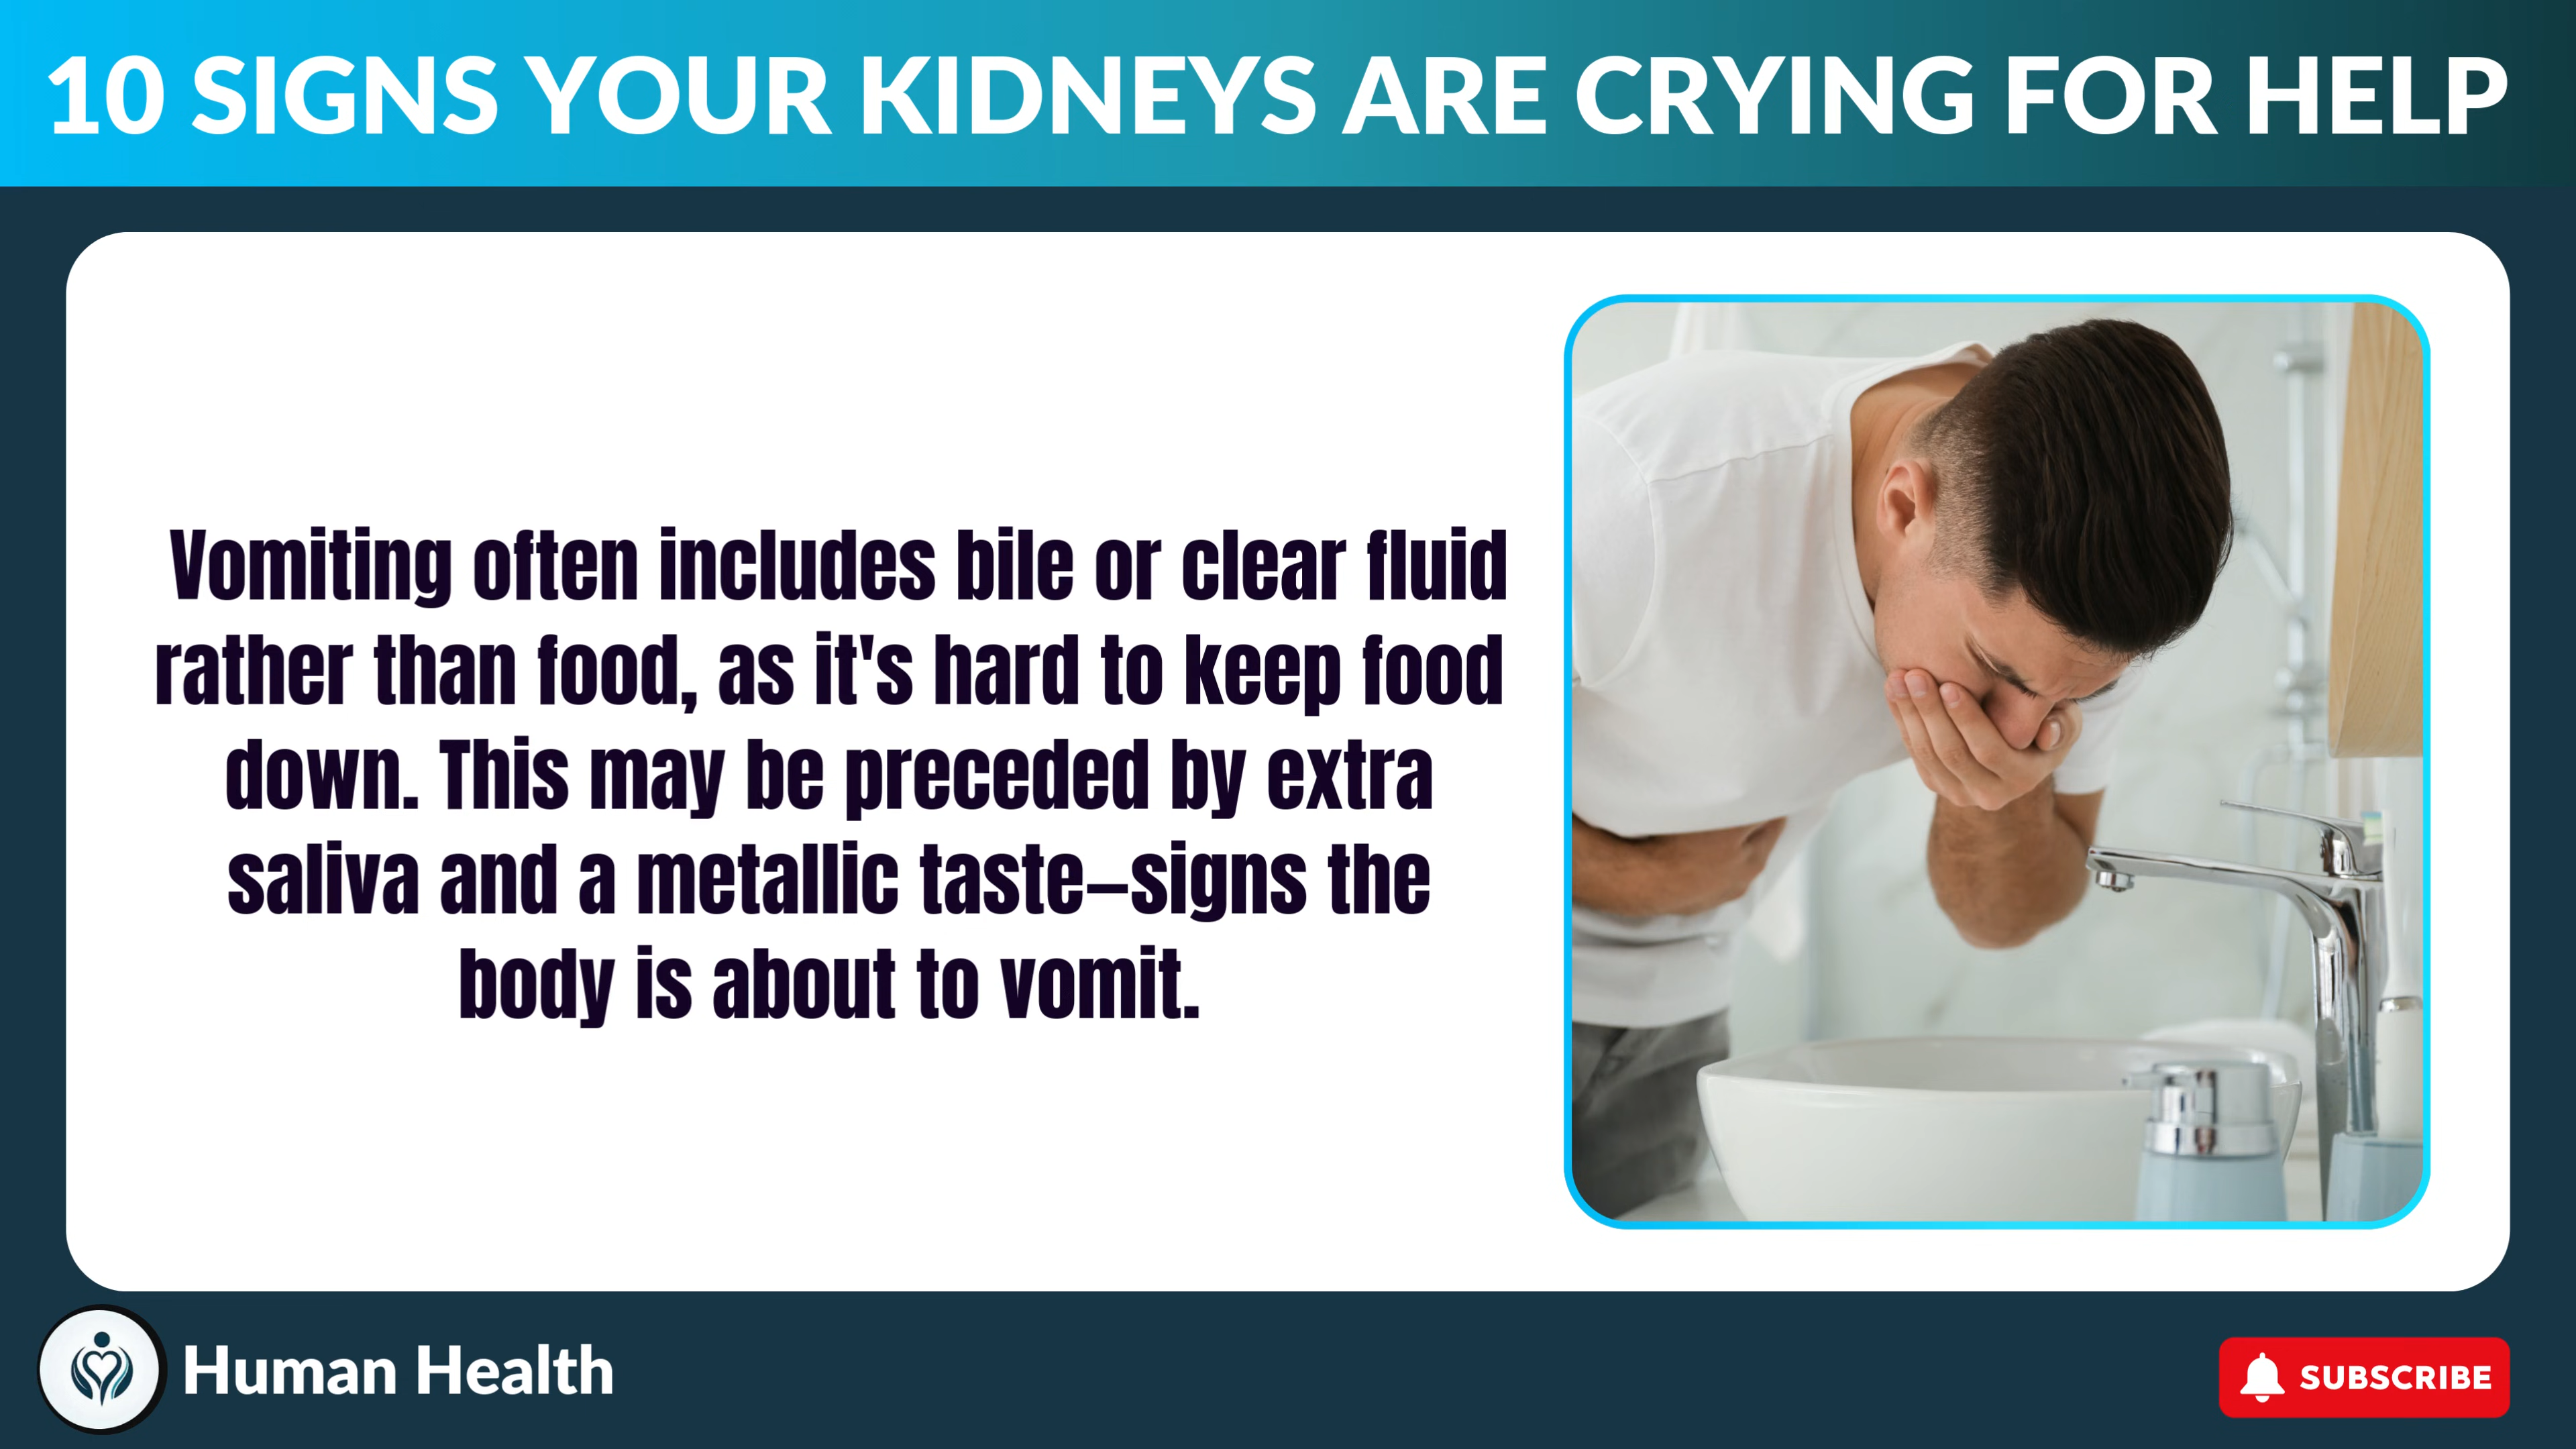 10 SIGNS YOUR KIDNEYS ARE CRYING FOR HELP
Vomiting often includes bile or clear fluid
rather than food, as it's hard to keep food
down. This may be preceded by extra
saliva and a metallic taste—signs the
body is about to vomit.
Human Health
SUBSCRIBE